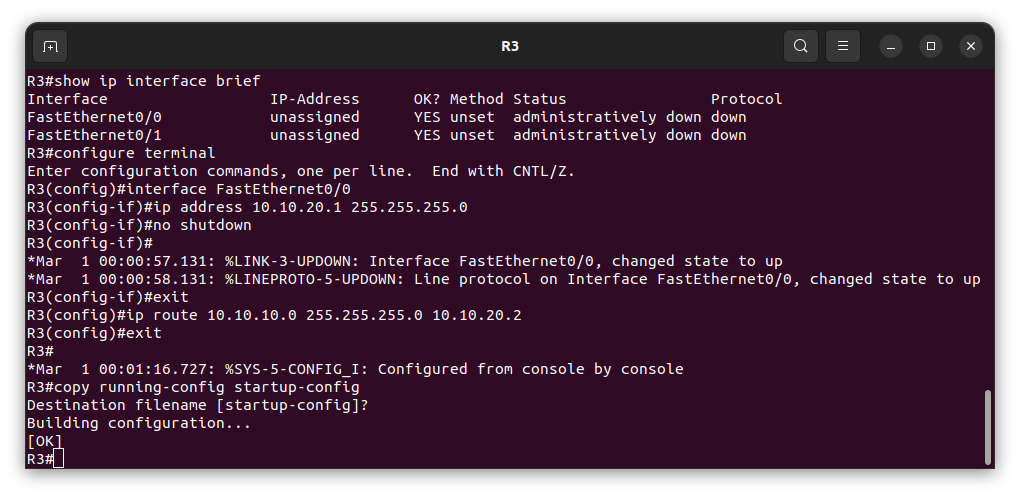 R3
R3#show ip interface brief
Interface                  IP-Address      OK? Method Status                Protocol
FastEthernet0/0            unassigned      YES unset  administratively down down
FastEthernet0/1            unassigned      YES unset  administratively down down
R3#configure terminal
Enter configuration commands, one per line.  End with CNTL/Z.
R3(config)#interface FastEthernet0/0
R3(config-if)#ip address 10.10.20.1 255.255.255.0
R3(config-if)#no shutdown
R3(config-if)#
*Mar  1 00:00:57.131: %LINK-3-UPDOWN: Interface FastEthernet0/0, changed state to up
*Mar  1 00:00:58.131: %LINEPROTO-5-UPDOWN: Line protocol on Interface FastEthernet0/0, changed state to up
R3(config-if)#exit
R3(config)#ip route 10.10.10.0 255.255.255.0 10.10.20.2
R3(config)#exit
R3#
*Mar  1 00:01:16.727: %SYS-5-CONFIG_I: Configured from console by console
R3#copy running-config startup-config
Destination filename [startup-config]?
Building configuration...
[OK]
R3#